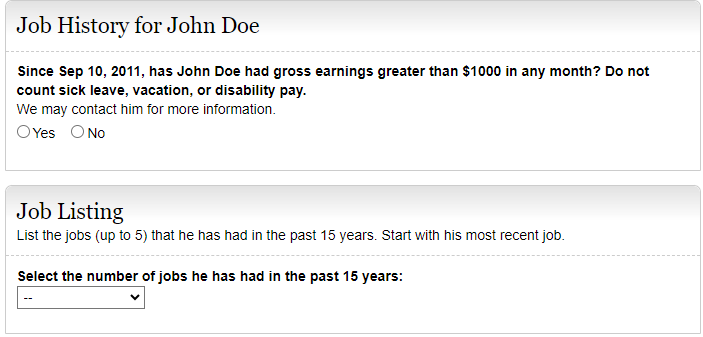 Job History for John Doe
Since Sep 10, 2011, has John Doe had gross earnings greater than $1000 in any month? Do not
count sick leave, vacation, or disability pay.
We may contact him for more information.
Yes No
Job Listing
List the jobs (up to 5) that he has had in the past 15 years. Start with his most recent job.
Select the number of jobs he has had in the past 15 years:
--